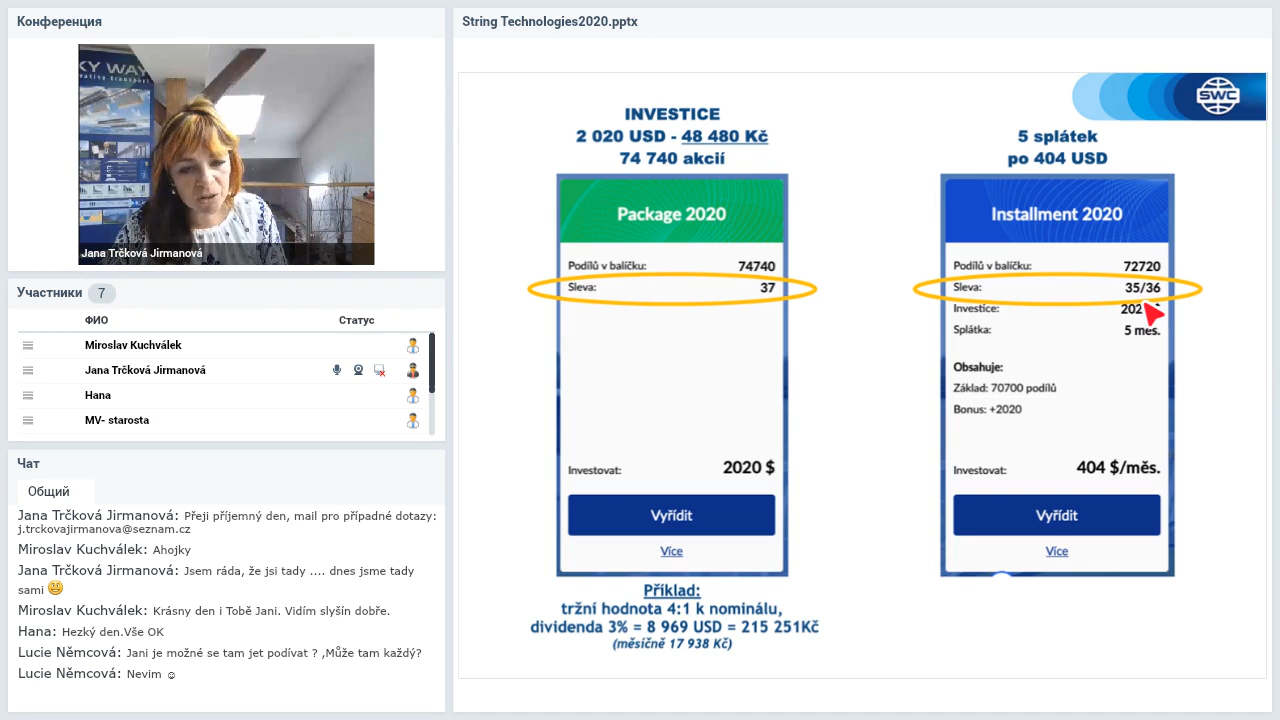 Конференция
KY WAY
Jana Trčková Jirmanová
Участники 7
ФИО Статус
Miroslav Kuchválek
Jana Trčková Jirmanová
Hana
MV- starosta
Чат
Общий
Jana Trčková Jirmanová: Přeji příjemný den, mail pro případné dotazy:
j.trckovajirmanova@seznam.cz
Miroslav Kuchválek: Ahojky
Jana Trčková Jirmanová: Jsem ráda, že jsi tady .... dnes jsme tady
sami
Miroslav Kuchválek: Krásny den i Tobě Jani. Vidím slyšín dobře.
Hana: Hezký den.Vše OK
Lucie Němcová: Jani je možné se tam jet podívat ? ,Může tam každý?
Lucie Němcová: Nevim ☺
String Technologies2020.pptx
SWC
INVESTICE
2 020 USD - 48 480 Kč
74 740 akcií
Package 2020
Podílů v balíčku: 74740
Sleva: 37
Investovat: 2020 $
Vyřídit
Více
Příklad:
tržní hodnota 4:1 k nominálu,
dividenda 3% = 8 969 USD = 215 251Kč
(měsíčně 17 938 Kč)
5 splátek
po 404 USD
Installment 2020
Podílů v balíčku: 72720
Sleva: 35/36
Investice:
Splátka: 5 mes.
Obsahuje:
Základ: 70700 podílů
Bonus: +2020
Investovat: 404 $/měs.
Vyřídit
Více